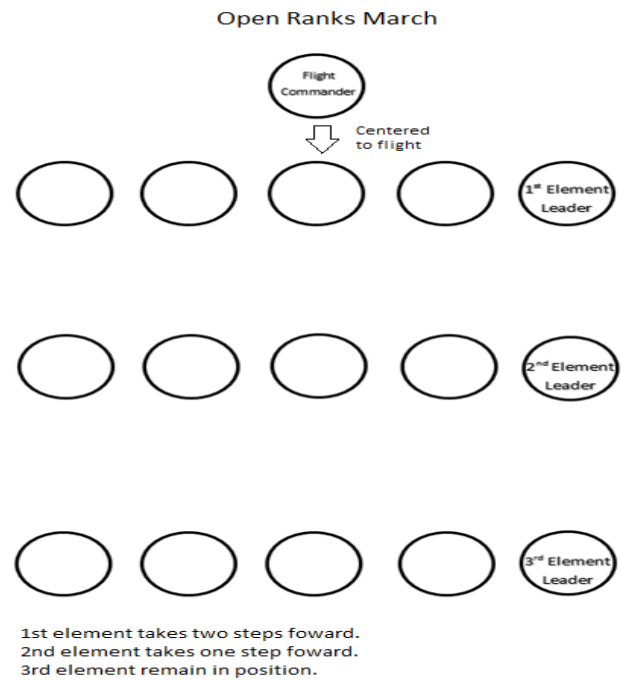 Open Ranks March
Flight
Commander
Centered
to flight
1st Element
Leader
2nd Element
Leader
3rd Element
Leader
1st element takes two steps foward.
2nd element takes one step foward.
3rd element remain in position.